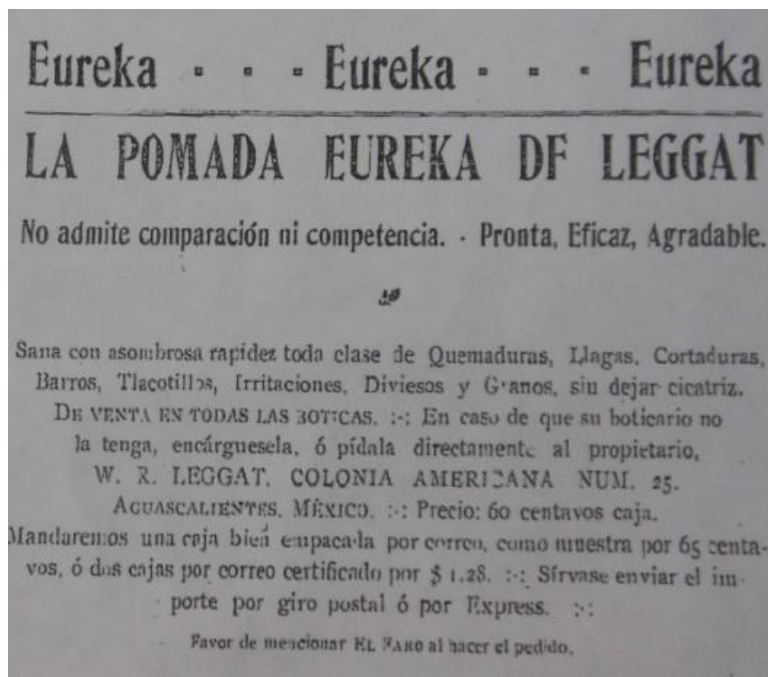 Eureka - - - Eureka - - - Eureka
LA POMADA EUREKA DF LEGGAT
No admite comparación ni competencia. - Pronta, Eficaz, Agradable.
Sana con asombrosa rapidez toda clase de Quemaduras, Llagas, Cortaduras,
Barros, Tlacotillos, Irritaciones, Diviesos y Granos, sin dejar cicatriz.
DE VENTA EN TODAS LAS BOTICAS. :-: En caso de que su boticario no
la tenga, encárguesela, ó pídala directamente al propietario,
W. R. LEGGAT. COLONIA AMERICANA NUM. 25.
AGUASCALIENTES. MÉXICO. :-: Precio: 60 centavos caja.
Mandaremos una caja bien empacada por correo, como muestra por 65 centa-
vos, ó dos cajas por correo certificado por $ 1.28. :-: Sírvase enviar el im-
porte por giro postal ó por Express. :-:
Favor de mencionar EL FARO al hacer el pedido.